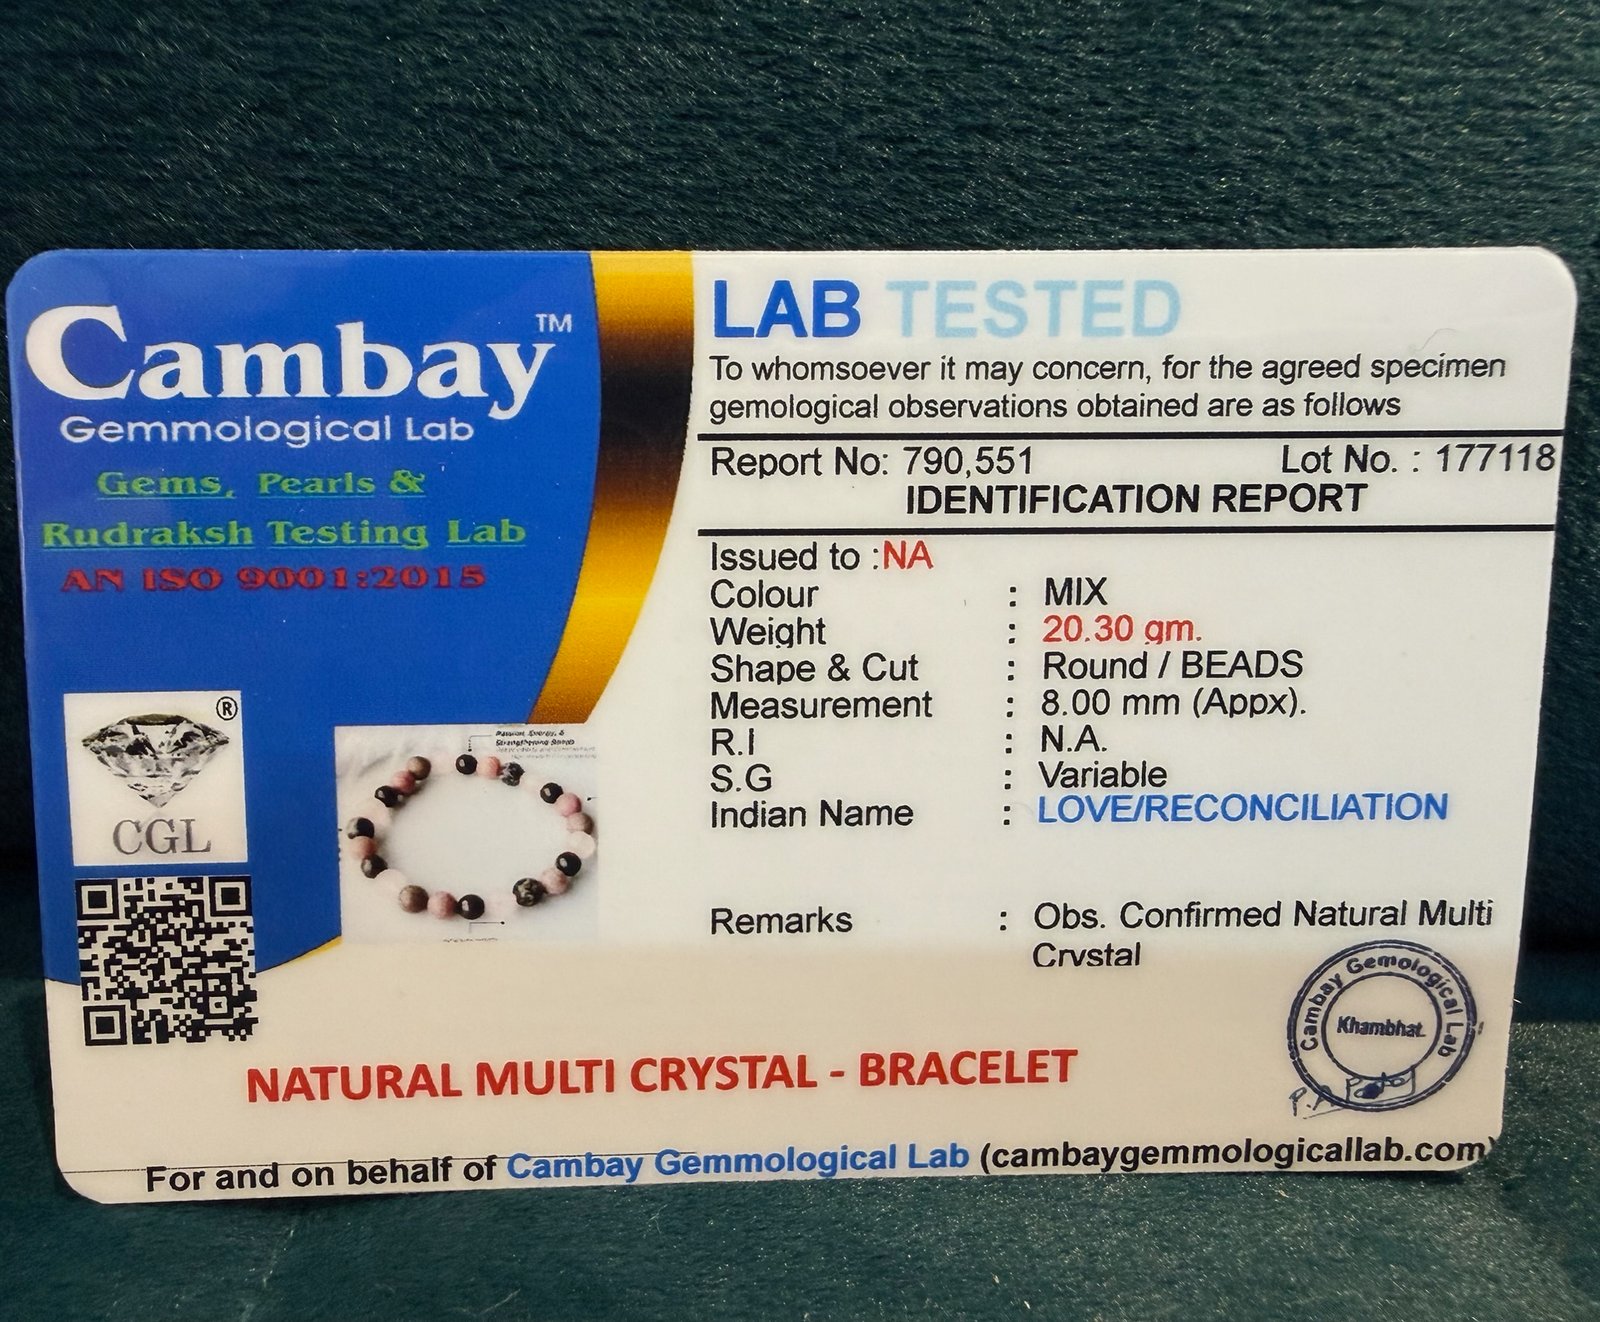 Cambay™
Gemmological Lab
Gems, Pearls &
Rudraksh Testing Lab
AN ISO 9001:2015
®
CGL
Strengthening
LAB TESTED
To whomsoever it may concern, for the agreed specimen
gemological observations obtained are as follows
Report No: 790,551 Lot No. : 177118
IDENTIFICATION REPORT
Issued to :NA
Colour : MIX
Weight : 20.30 gm.
Shape & Cut : Round / BEADS
Measurement : 8.00 mm (Appx).
R.I : N.A.
S.G : Variable
Indian Name : LOVE/RECONCILIATION
Remarks : Obs. Confirmed Natural Multi
Crystal
Cambay Gemological Lab
Khambhat.
NATURAL MULTI CRYSTAL - BRACELET
For and on behalf of Cambay Gemmological Lab (cambaygemmologicallab.com)